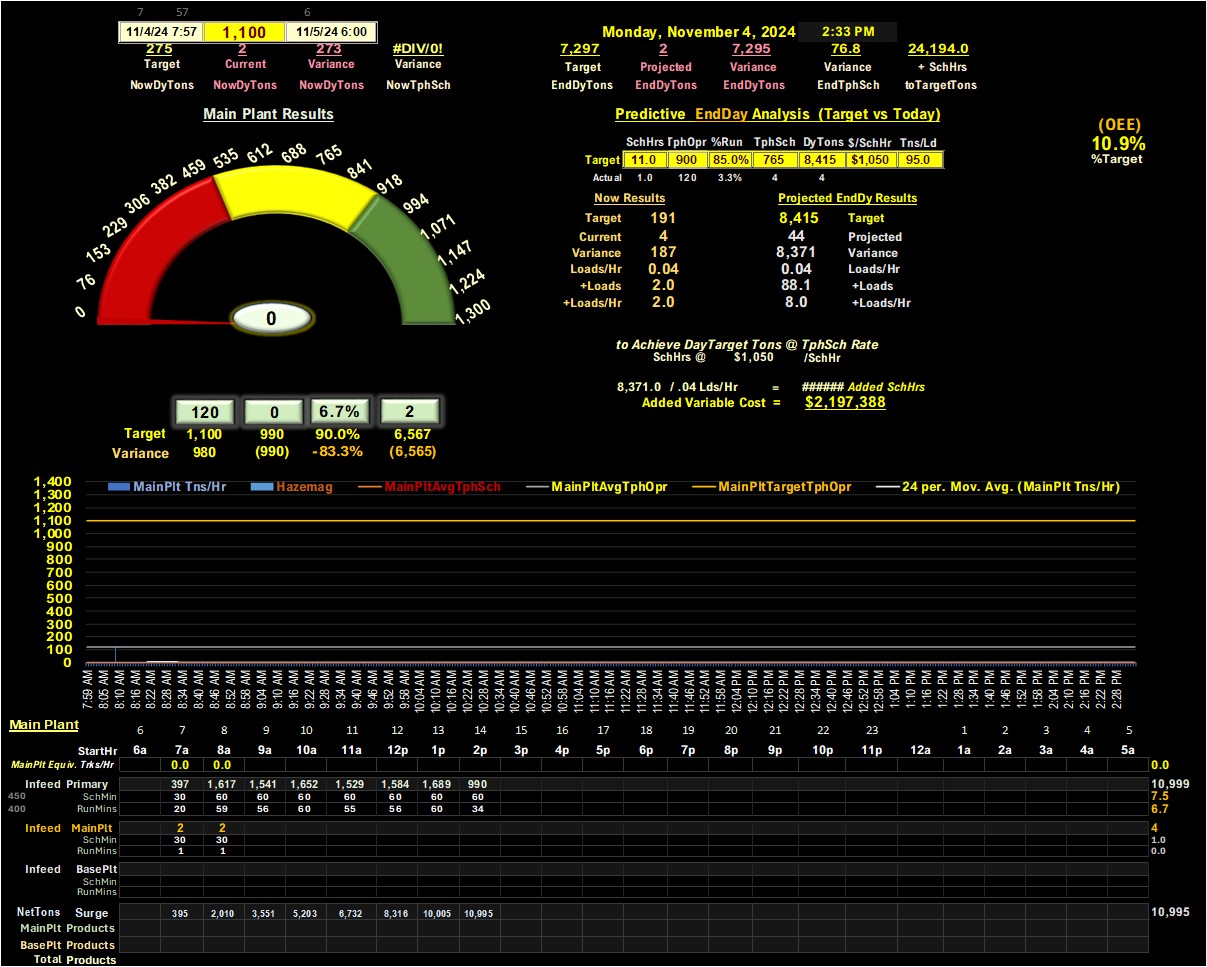 7 57 6
11/4/24 7:57 1,100 11/5/24 6:00 Monday, November 4, 2024 2:33 PM
275 2 273 #DIV/0! 7,297 2 7,295 76.8 24,194.0
Target Current Variance Variance Target Projected Variance Variance + SchHrs
NowDyTons NowDyTons NowDyTons NowTphSch EndDyTons EndDyTons EndDyTons EndTphSch toTargetTons
Main Plant Results
0 76 153 229 306 382 459 535 612 688 765 841 918 994 1,071 1,147 1,224 1,300
0
Predictive EndDay Analysis (Target vs Today)
SchHrs TphOpr %Run TphSch DyTons $/SchHr Tns/Ld
Target 11.0 900 85.0% 765 8,415 $1,050 95.0
Actual 1.0 120 3.3% 4 4
(OEE)
10.9%
%Target
Now Results Projected EndDy Results
Target 191 8,415 Target
Current 4 44 Projected
Variance 187 8,371 Variance
Loads/Hr 0.04 0.04 Loads/Hr
+Loads 2.0 88.1 +Loads
+Loads/Hr 2.0 8.0 +Loads/Hr
to Achieve DayTarget Tons @ TphSch Rate
SchHrs @ $1,050 /SchHr
8,371.0 / .04 Lds/Hr = ###### Added SchHrs
Added Variable Cost = $2,197,388
120 0 6.7% 2
Target 1,100 990 90.0% 6,567
Variance 980 (990) -83.3% (6,565)
MainPlt Tns/Hr Hazemag MainPltAvgTphSch MainPltAvgTphOpr MainPltTargetTphOpr 24 per. Mov. Avg. (MainPlt Tns/Hr)
1,400
1,300
1,200
1,100
1,000
900
800
700
600
500
400
300
200
100
0
7:59 AM 8:05 AM 8:10 AM 8:16 AM 8:22 AM 8:34 AM 8:40 AM 8:46 AM 8:52 AM 8:58 AM 9:04 AM 9:10 AM 9:16 AM 9:22 AM 9:28 AM 9:34 AM 9:40 AM 9:46 AM 9:52 AM 9:58 AM 10:04 AM 10:10 AM 10:16 AM 10:22 AM 10:28 AM 10:34 AM 10:40 AM 10:46 AM 10:52 AM 10:58 AM 11:04 AM 11:10 AM 11:16 AM 11:22 AM 11:28 AM 11:34 AM 11:40 AM 11:46 AM 11:52 AM 11:58 AM 12:04 PM 12:10 PM 12:16 PM 12:22 PM 12:28 PM 12:34 PM 12:40 PM 12:46 PM 12:52 PM 12:58 PM 1:04 PM 1:10 PM 1:16 PM 1:22 PM 1:28 PM 1:34 PM 1:40 PM 1:46 PM 1:52 PM 1:58 PM 2:04 PM 2:10 PM 2:16 PM 2:22 PM 2:28 PM
Main Plant 6 7 8 9 10 11 12 13 14 15 16 17 18 19 20 21 22 23 1 2 3 4 5
StartHr 6a 7a 8a 9a 10a 11a 12p 1p 2p 3p 4p 5p 6p 7p 8p 9p 10p 11p 12a 1a 2a 3a 4a 5a
MainPlt Equiv. Trks/Hr 0.0 0.0 0.0
Infeed Primary 397 1,617 1,541 1,652 1,529 1,584 1,689 990 10,999
450 SchMin 30 60 60 60 60 60 60 60 7.5
400 RunMins 20 59 56 60 55 56 60 34 6.7
Infeed MainPlt 2 2 4
SchMin 30 30 1.0
RunMins 1 1 0.0
Infeed BasePlt
SchMin
RunMins
NetTons Surge 395 2,010 3,551 5,203 6,732 8,316 10,005 10,995 10,995
MainPlt Products
BasePlt Products
Total Products